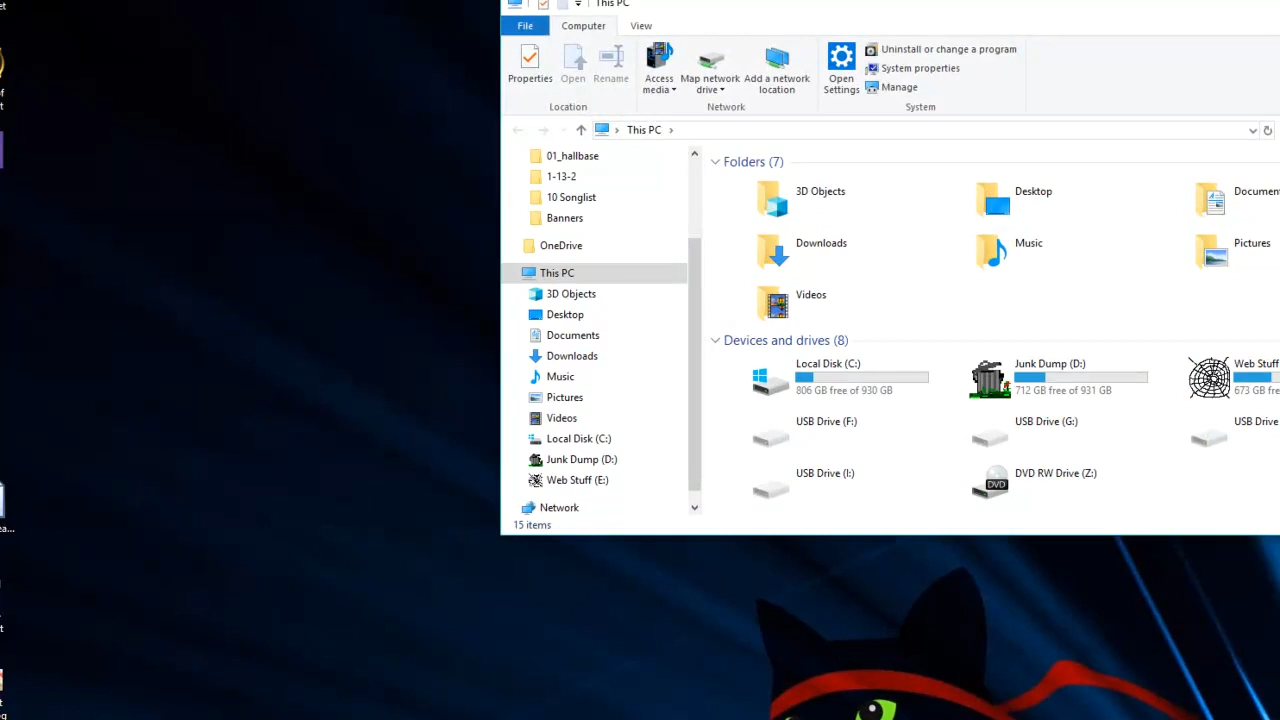 This PC
File Computer View
Properties Open Rename Access media Map network drive Add a network location Open Settings Uninstall or change a program
System properties
Manage
Location Network System
This PC
01_hallbase
1-13-2
10 Songlist
Banners
OneDrive
This PC
3D Objects
Desktop
Documents
Downloads
Music
Pictures
Videos
Local Disk (C:)
Junk Dump (D:)
Web Stuff (E:)
Network
15 items
Folders (7)
3D Objects Desktop Documen
Downloads Music Pictures
Videos
Devices and drives (8)
Local Disk (C:) Junk Dump (D:) Web Stuff
806 GB free of 930 GB 712 GB free of 931 GB 673 GB free
USB Drive (F:) USB Drive (G:) USB Drive
USB Drive (I:) DVD RW Drive (Z:)
DVD